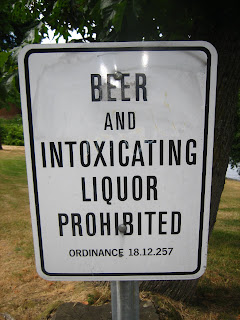 BEER
AND
INTOXICATING
LIQUOR
PROHIBITED
ORDINANCE 18.12.257